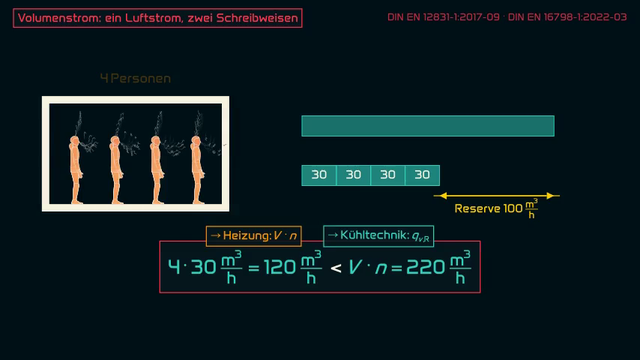 Volumenstrom: ein Luftstrom, zwei Schreibweisen
DIN EN 12831-1:2017-09 · DIN EN 16798-1:2022-03
4 Personen
30 30 30 30
Reserve 100 m³/h
→ Heizung: V · n
→ Kühltechnik: q_v,R
4 · 30 m³/h = 120 m³/h < V · n = 220 m³/h